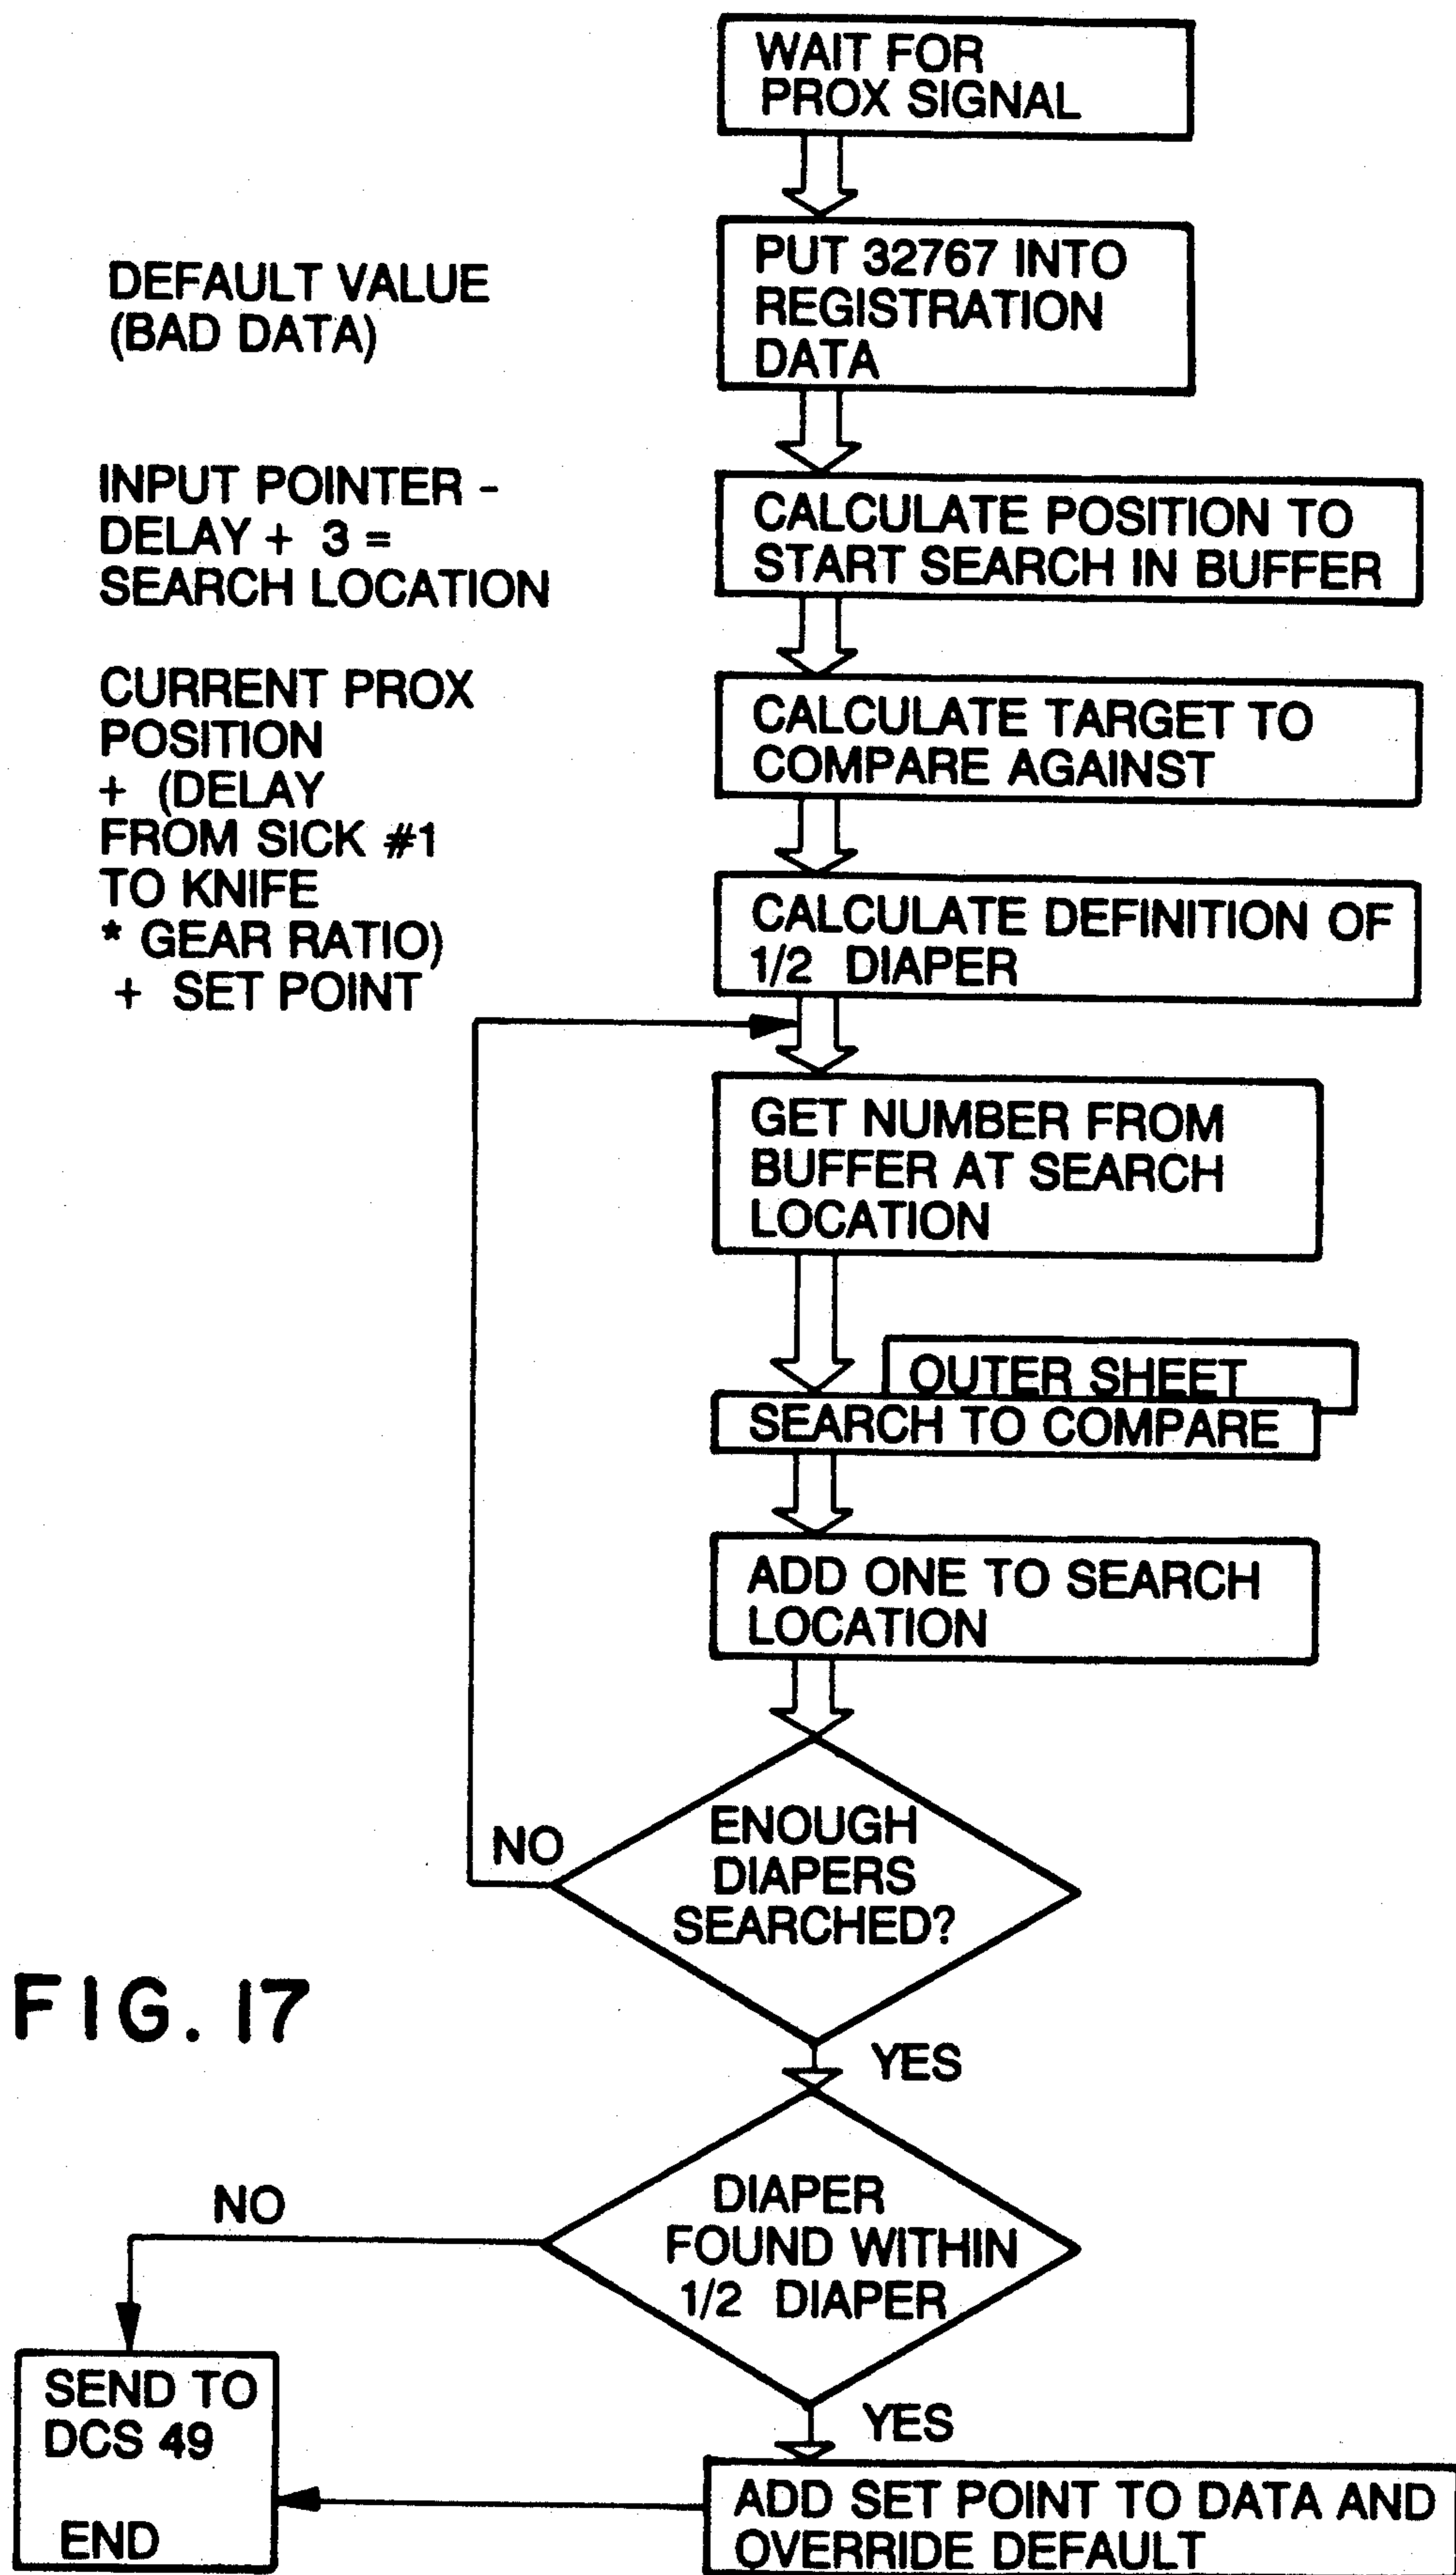 WAIT FOR
PROX SIGNAL
DEFAULT VALUE
(BAD DATA)
PUT 32767 INTO
REGISTRATION
DATA
INPUT POINTER -
DELAY + 3 =
SEARCH LOCATION
CALCULATE POSITION TO
START SEARCH IN BUFFER
CURRENT PROX
POSITION
+ (DELAY
FROM SICK #1
TO KNIFE
* GEAR RATIO)
+ SET POINT
CALCULATE TARGET TO
COMPARE AGAINST
CALCULATE DEFINITION OF
1/2 DIAPER
GET NUMBER FROM
BUFFER AT SEARCH
LOCATION
OUTER SHEET
SEARCH TO COMPARE
ADD ONE TO SEARCH
LOCATION
ENOUGH
DIAPERS
SEARCHED?
NO
FIG. 17
YES
DIAPER
FOUND WITHIN
1/2 DIAPER
NO
YES
SEND TO
DCS 49
END
ADD SET POINT TO DATA AND
OVERRIDE DEFAULT